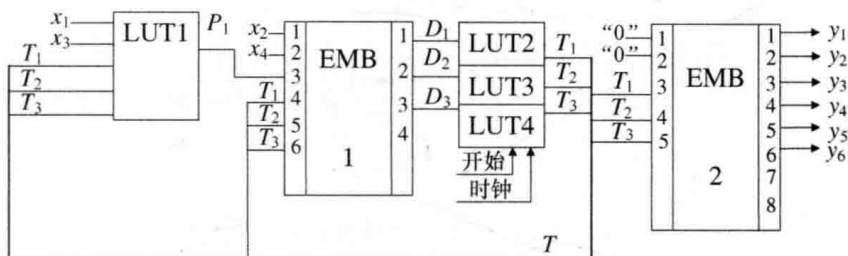 x₁
x₃
T₁
T₂
T₃
LUT1
P₁
x₂
x₄
T₁
T₂
T₃
1
2
3
4
5
6
EMB
1
1
2
3
4
D₁
D₂
D₃
LUT2
LUT3
LUT4
开始
时钟
T₁
T₂
T₃
T
“0”
“0”
T₁
T₂
T₃
1
2
3
4
5
EMB
2
1
2
3
4
5
6
7
8
y₁
y₂
y₃
y₄
y₅
y₆